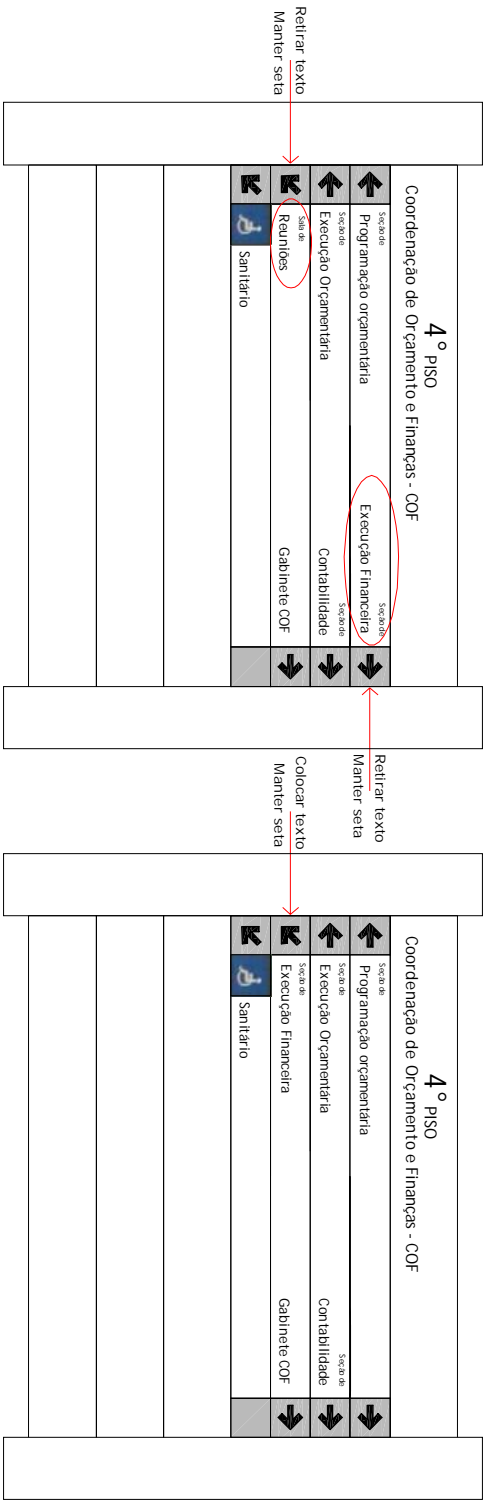 4° PISO
Coordenação de Orçamento e Finanças - COF
Seção de
Programação orçamentária
Seção de
Execução Financeira
Seção de
Execução Orçamentária
Seção de
Contabilidade
Sala de
Reuniões
Gabinete COF
Sanitário
Retirar texto
Manter seta
Retirar texto
Manter seta
4° PISO
Coordenação de Orçamento e Finanças - COF
Seção de
Programação orçamentária
Seção de
Execução Orçamentária
Seção de
Contabilidade
Seção de
Execução Financeira
Gabinete COF
Sanitário
Colocar texto
Manter seta